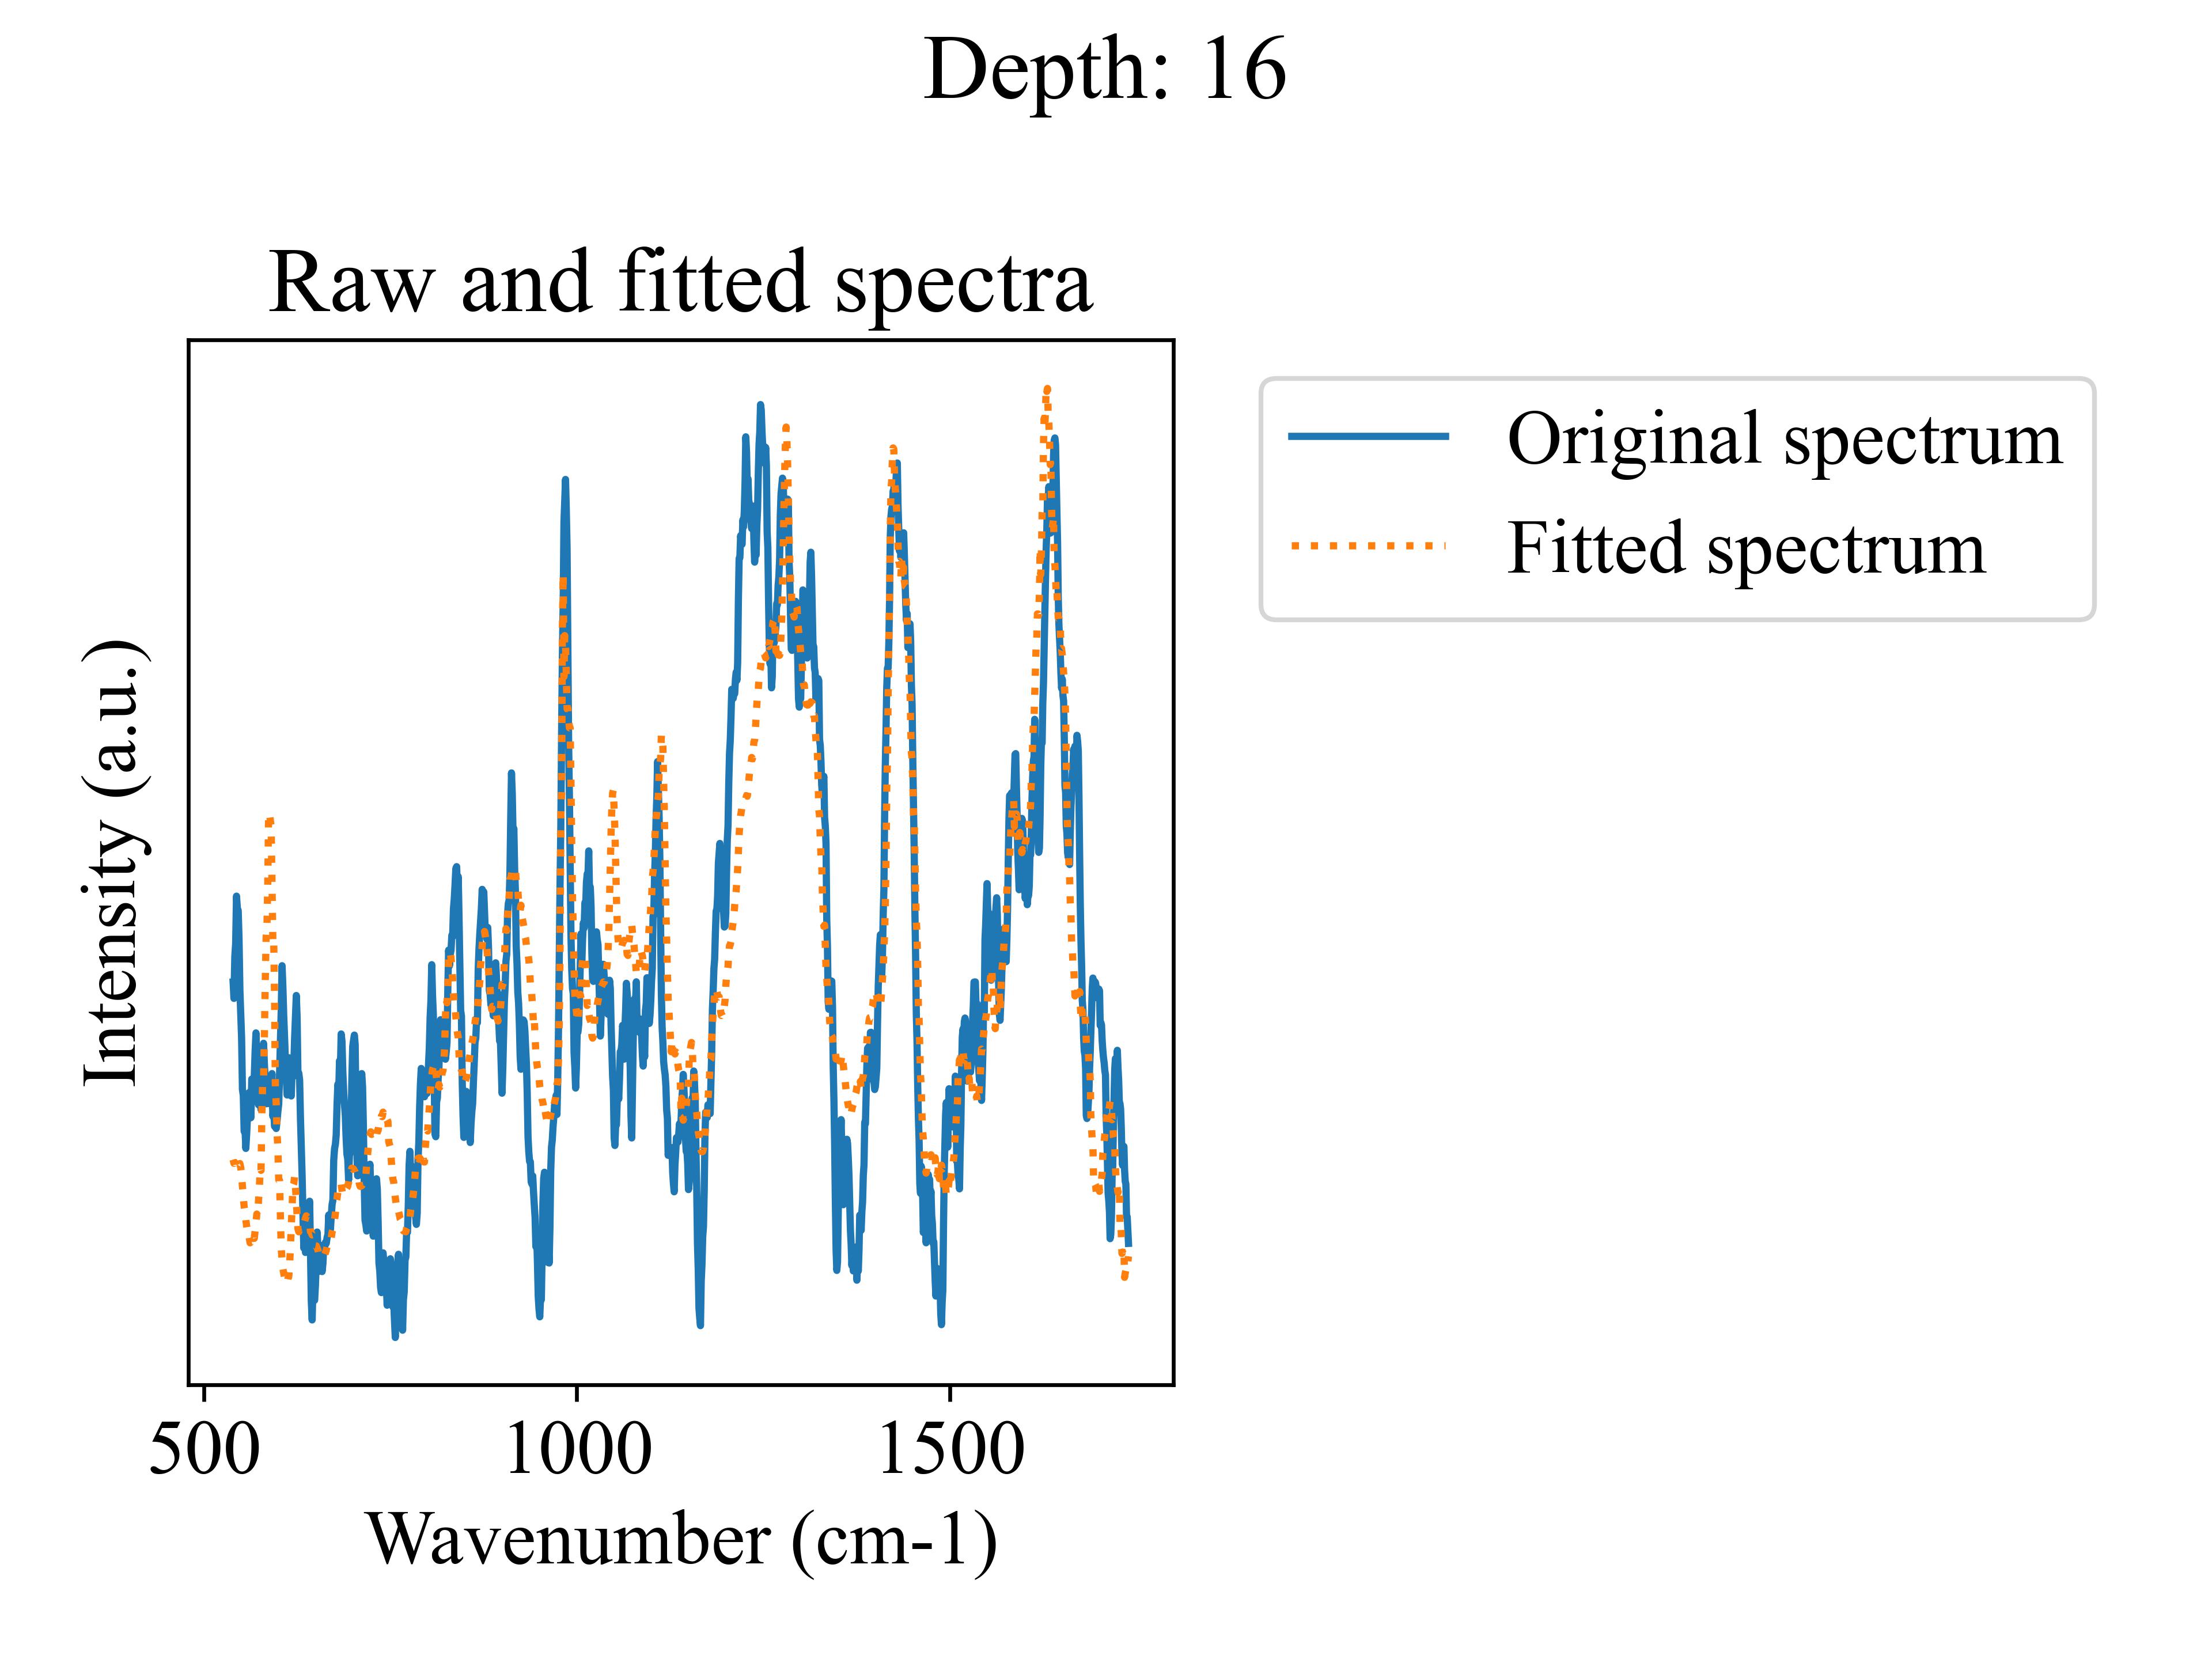 Depth: 16
Raw and fitted spectra
Original spectrum
Fitted spectrum
Intensity (a.u.)
500 1000 1500
Wavenumber (cm-1)